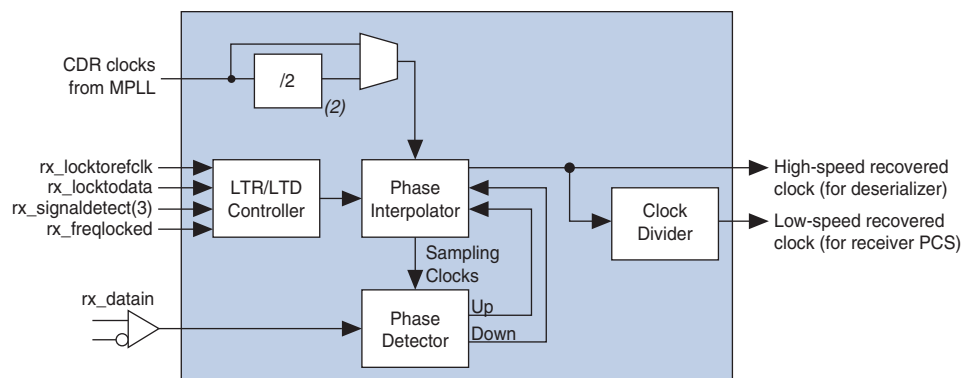 CDR clocks
from MPLL
/2
(2)
rx_locktorefclk
rx_locktodata
rx_signaldetect(3)
rx_freqlocked
LTR/LTD
Controller
Phase
Interpolator
High-speed recovered
clock (for deserializer)
Clock
Divider
Low-speed recovered
clock (for receiver PCS)
Sampling
Clocks
rx_datain
Phase
Detector
Up
Down